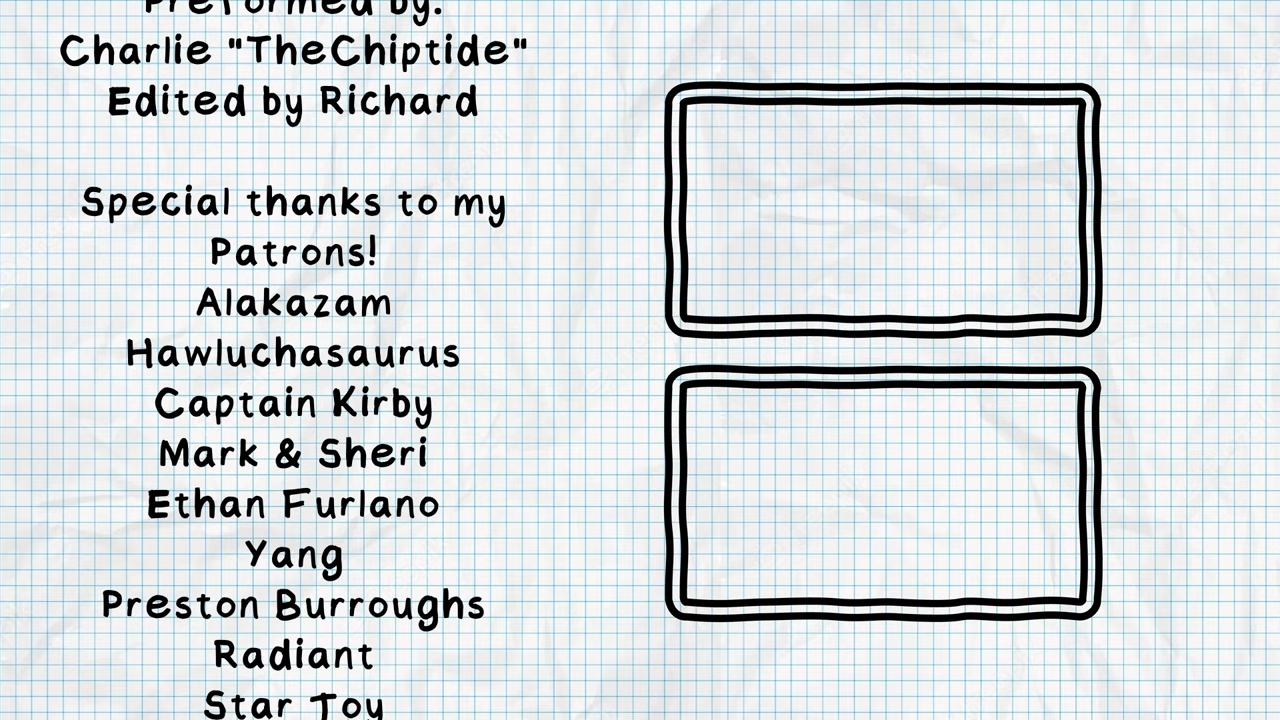 Preformed by:
Charlie "TheChiptide"
Edited by Richard
Special thanks to my
Patrons!
Alakazam
Hawluchasaurus
Captain Kirby
Mark & Sheri
Ethan Furlano
Yang
Preston Burroughs
Radiant
Star Toy